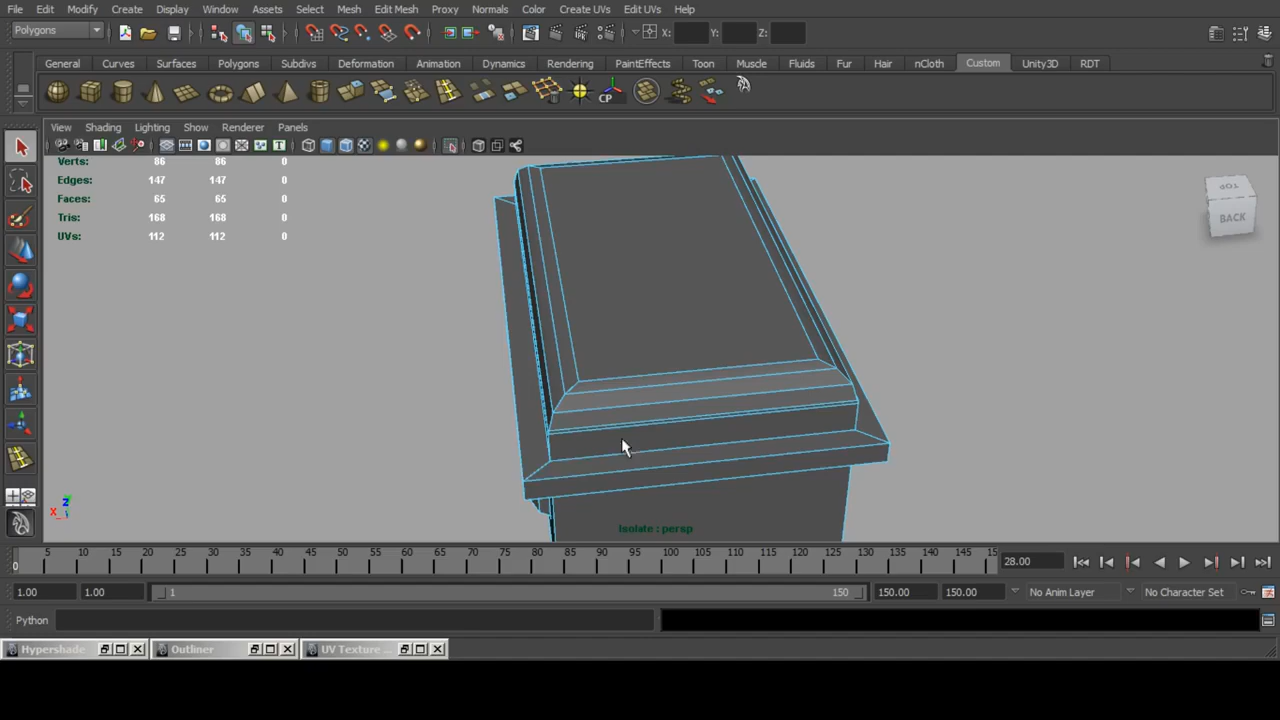 File Edit Modify Create Display Window Assets Select Mesh Edit Mesh Proxy Normals Color Create UVs Edit UVs Help
Polygons X: Y: Z:
General Curves Surfaces Polygons Subdivs Deformation Animation Dynamics Rendering PaintEffects Toon Muscle Fluids Fur Hair nCloth Custom Unity3D RDT
CP
View Shading Lighting Show Renderer Panels
Verts: 86 86 0
Edges: 147 147 0
Faces: 65 65 0
Tris: 168 168 0
UVs: 112 112 0
TOP
BACK
Z
X
Isolate : persp
5 10 15 20 25 30 35 40 45 50 55 60 65 70 75 80 85 90 95 100 105 110 115 120 125 130 135 140 145 15 28.00
0
1.00 1.00 1 150 150.00 150.00 No Anim Layer No Character Set
Python
Hypershade Outliner UV Texture ...